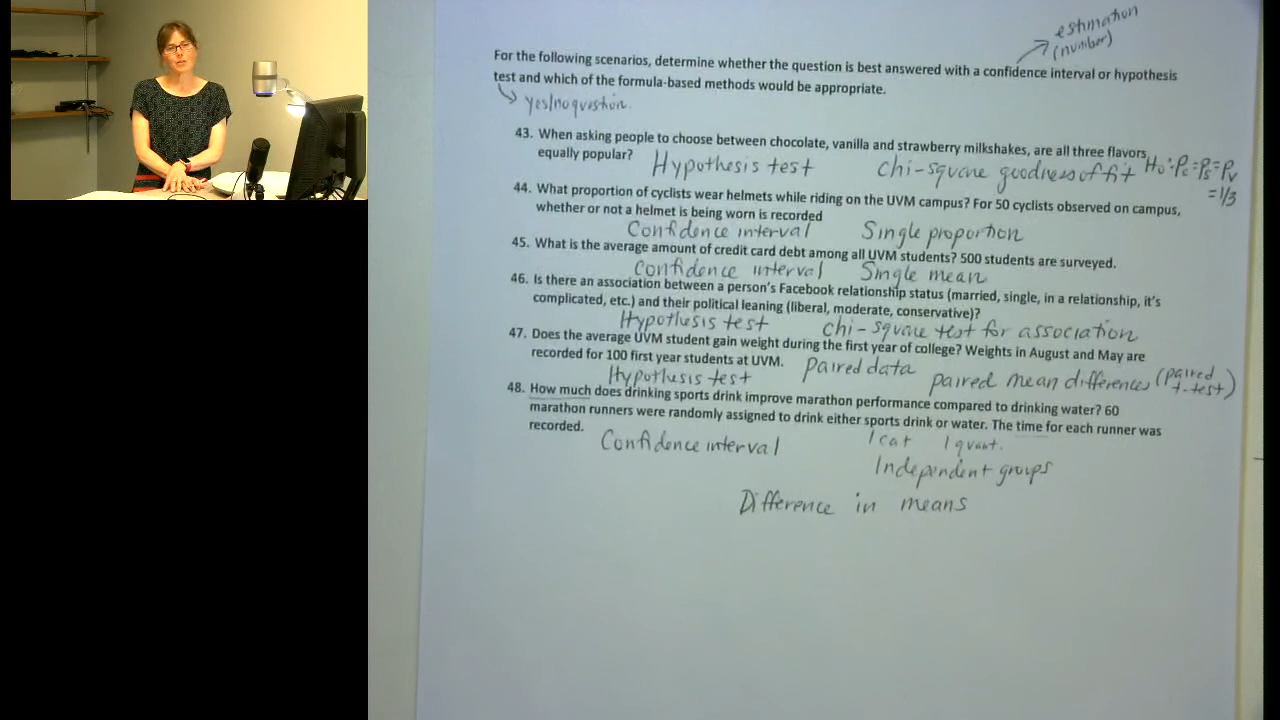 estimation
(number)
For the following scenarios, determine whether the question is best answered with a confidence interval or hypothesis
test and which of the formula-based methods would be appropriate.
yes/no question.
43. When asking people to choose between chocolate, vanilla and strawberry milkshakes, are all three flavors
equally popular? Hypothesis test chi-square goodness of fit H₀: Pc=Ps=Pv
=1/3
44. What proportion of cyclists wear helmets while riding on the UVM campus? For 50 cyclists observed on campus,
whether or not a helmet is being worn is recorded
Confidence interval Single proportion
45. What is the average amount of credit card debt among all UVM students? 500 students are surveyed.
Confidence interval Single mean
46. Is there an association between a person's Facebook relationship status (married, single, in a relationship, it's
complicated, etc.) and their political leaning (liberal, moderate, conservative)?
Hypothesis test chi-square test for association
47. Does the average UVM student gain weight during the first year of college? Weights in August and May are
recorded for 100 first year students at UVM. paired data
Hypothesis test paired mean differences (paired
t-test)
48. How much does drinking sports drink improve marathon performance compared to drinking water? 60
marathon runners were randomly assigned to drink either sports drink or water. The time for each runner was
recorded.
Confidence interval 1 cat 1 quant.
Independent groups
Difference in means